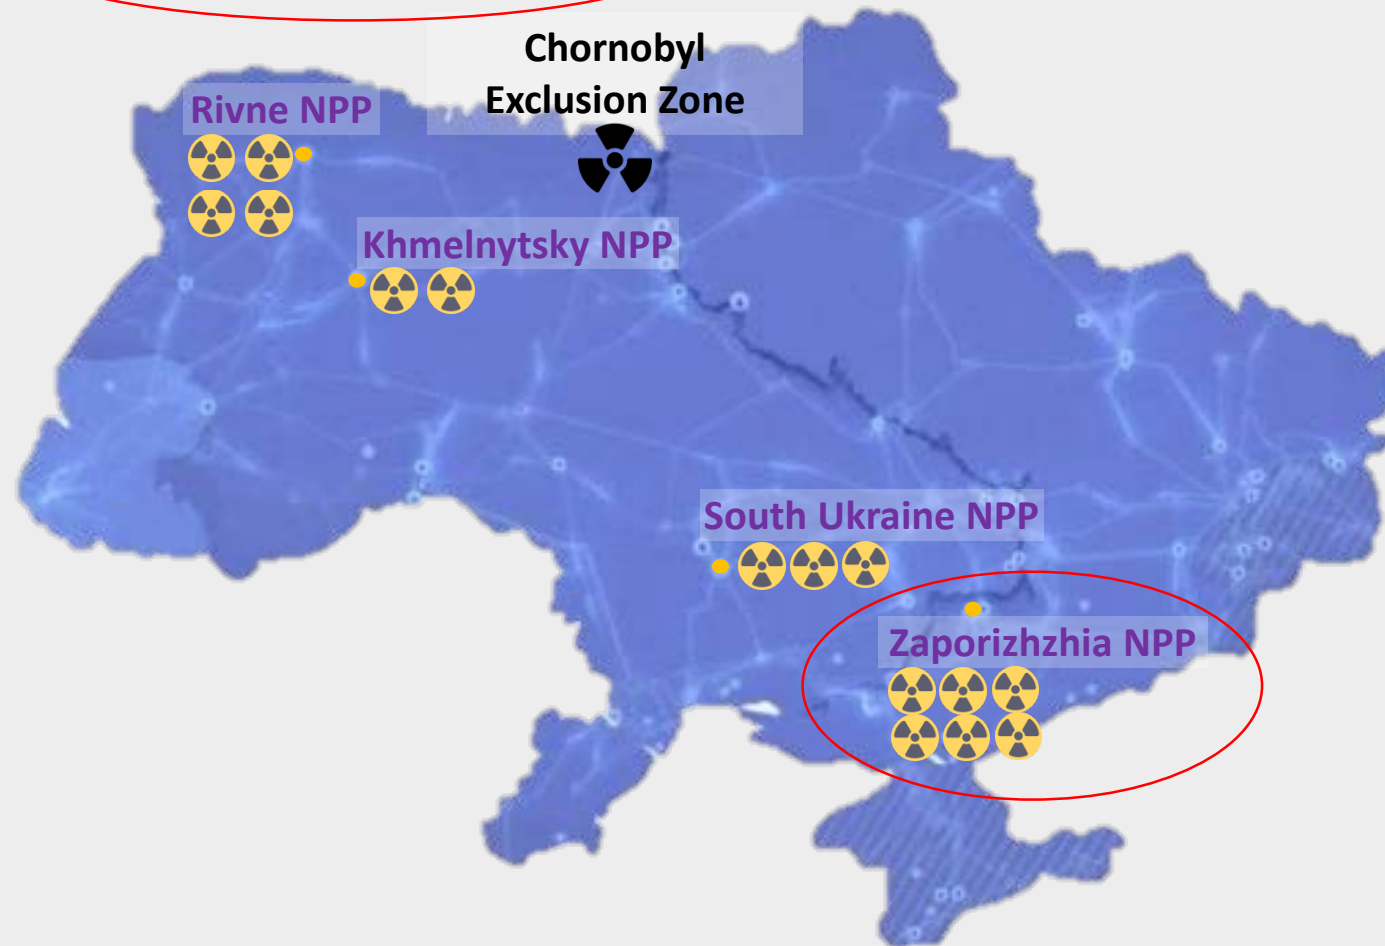 Chornobyl
Exclusion Zone
Rivne NPP
Khmelnytsky NPP
South Ukraine NPP
Zaporizhzhia NPP